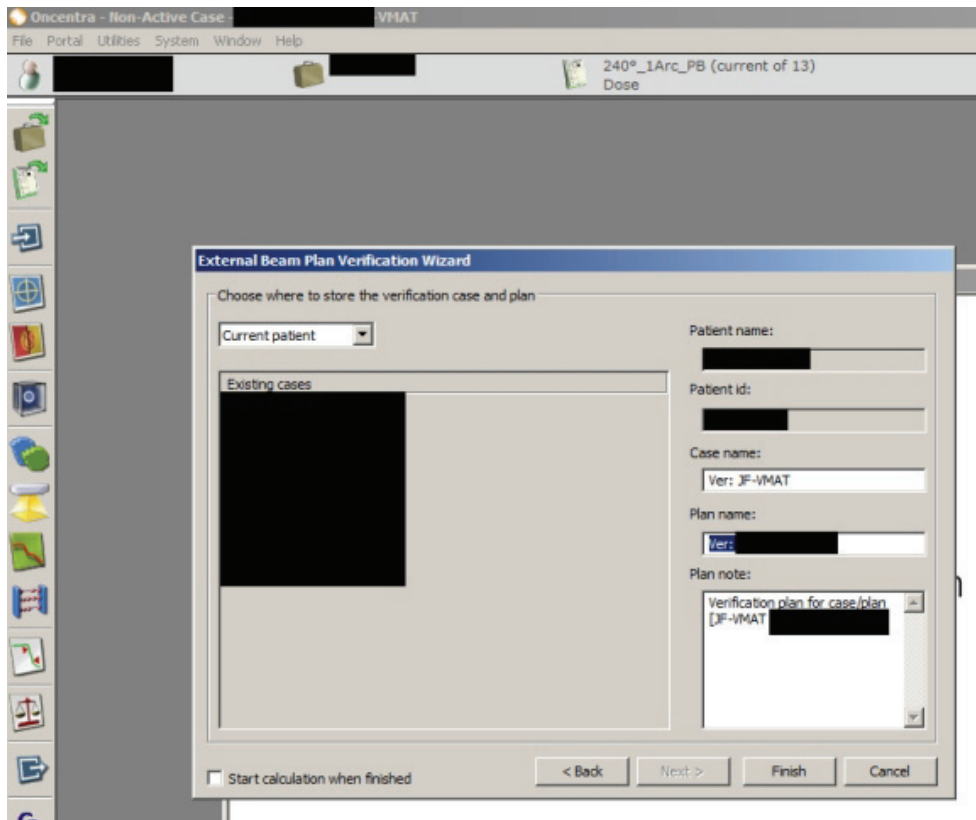 Oncentra - Non-Active Case - -VMAT
File Portal Utilities System Window Help
240°_1Arc_PB (current of 13)
Dose
External Beam Plan Verification Wizard
Choose where to store the verification case and plan
Current patient
Patient name:
Existing cases
Patient id:
Case name:
Ver: JF-VMAT
Plan name:
Ver:
Plan note:
Verification plan for case/plan
[JF-VMAT
Start calculation when finished
< Back Next > Finish Cancel